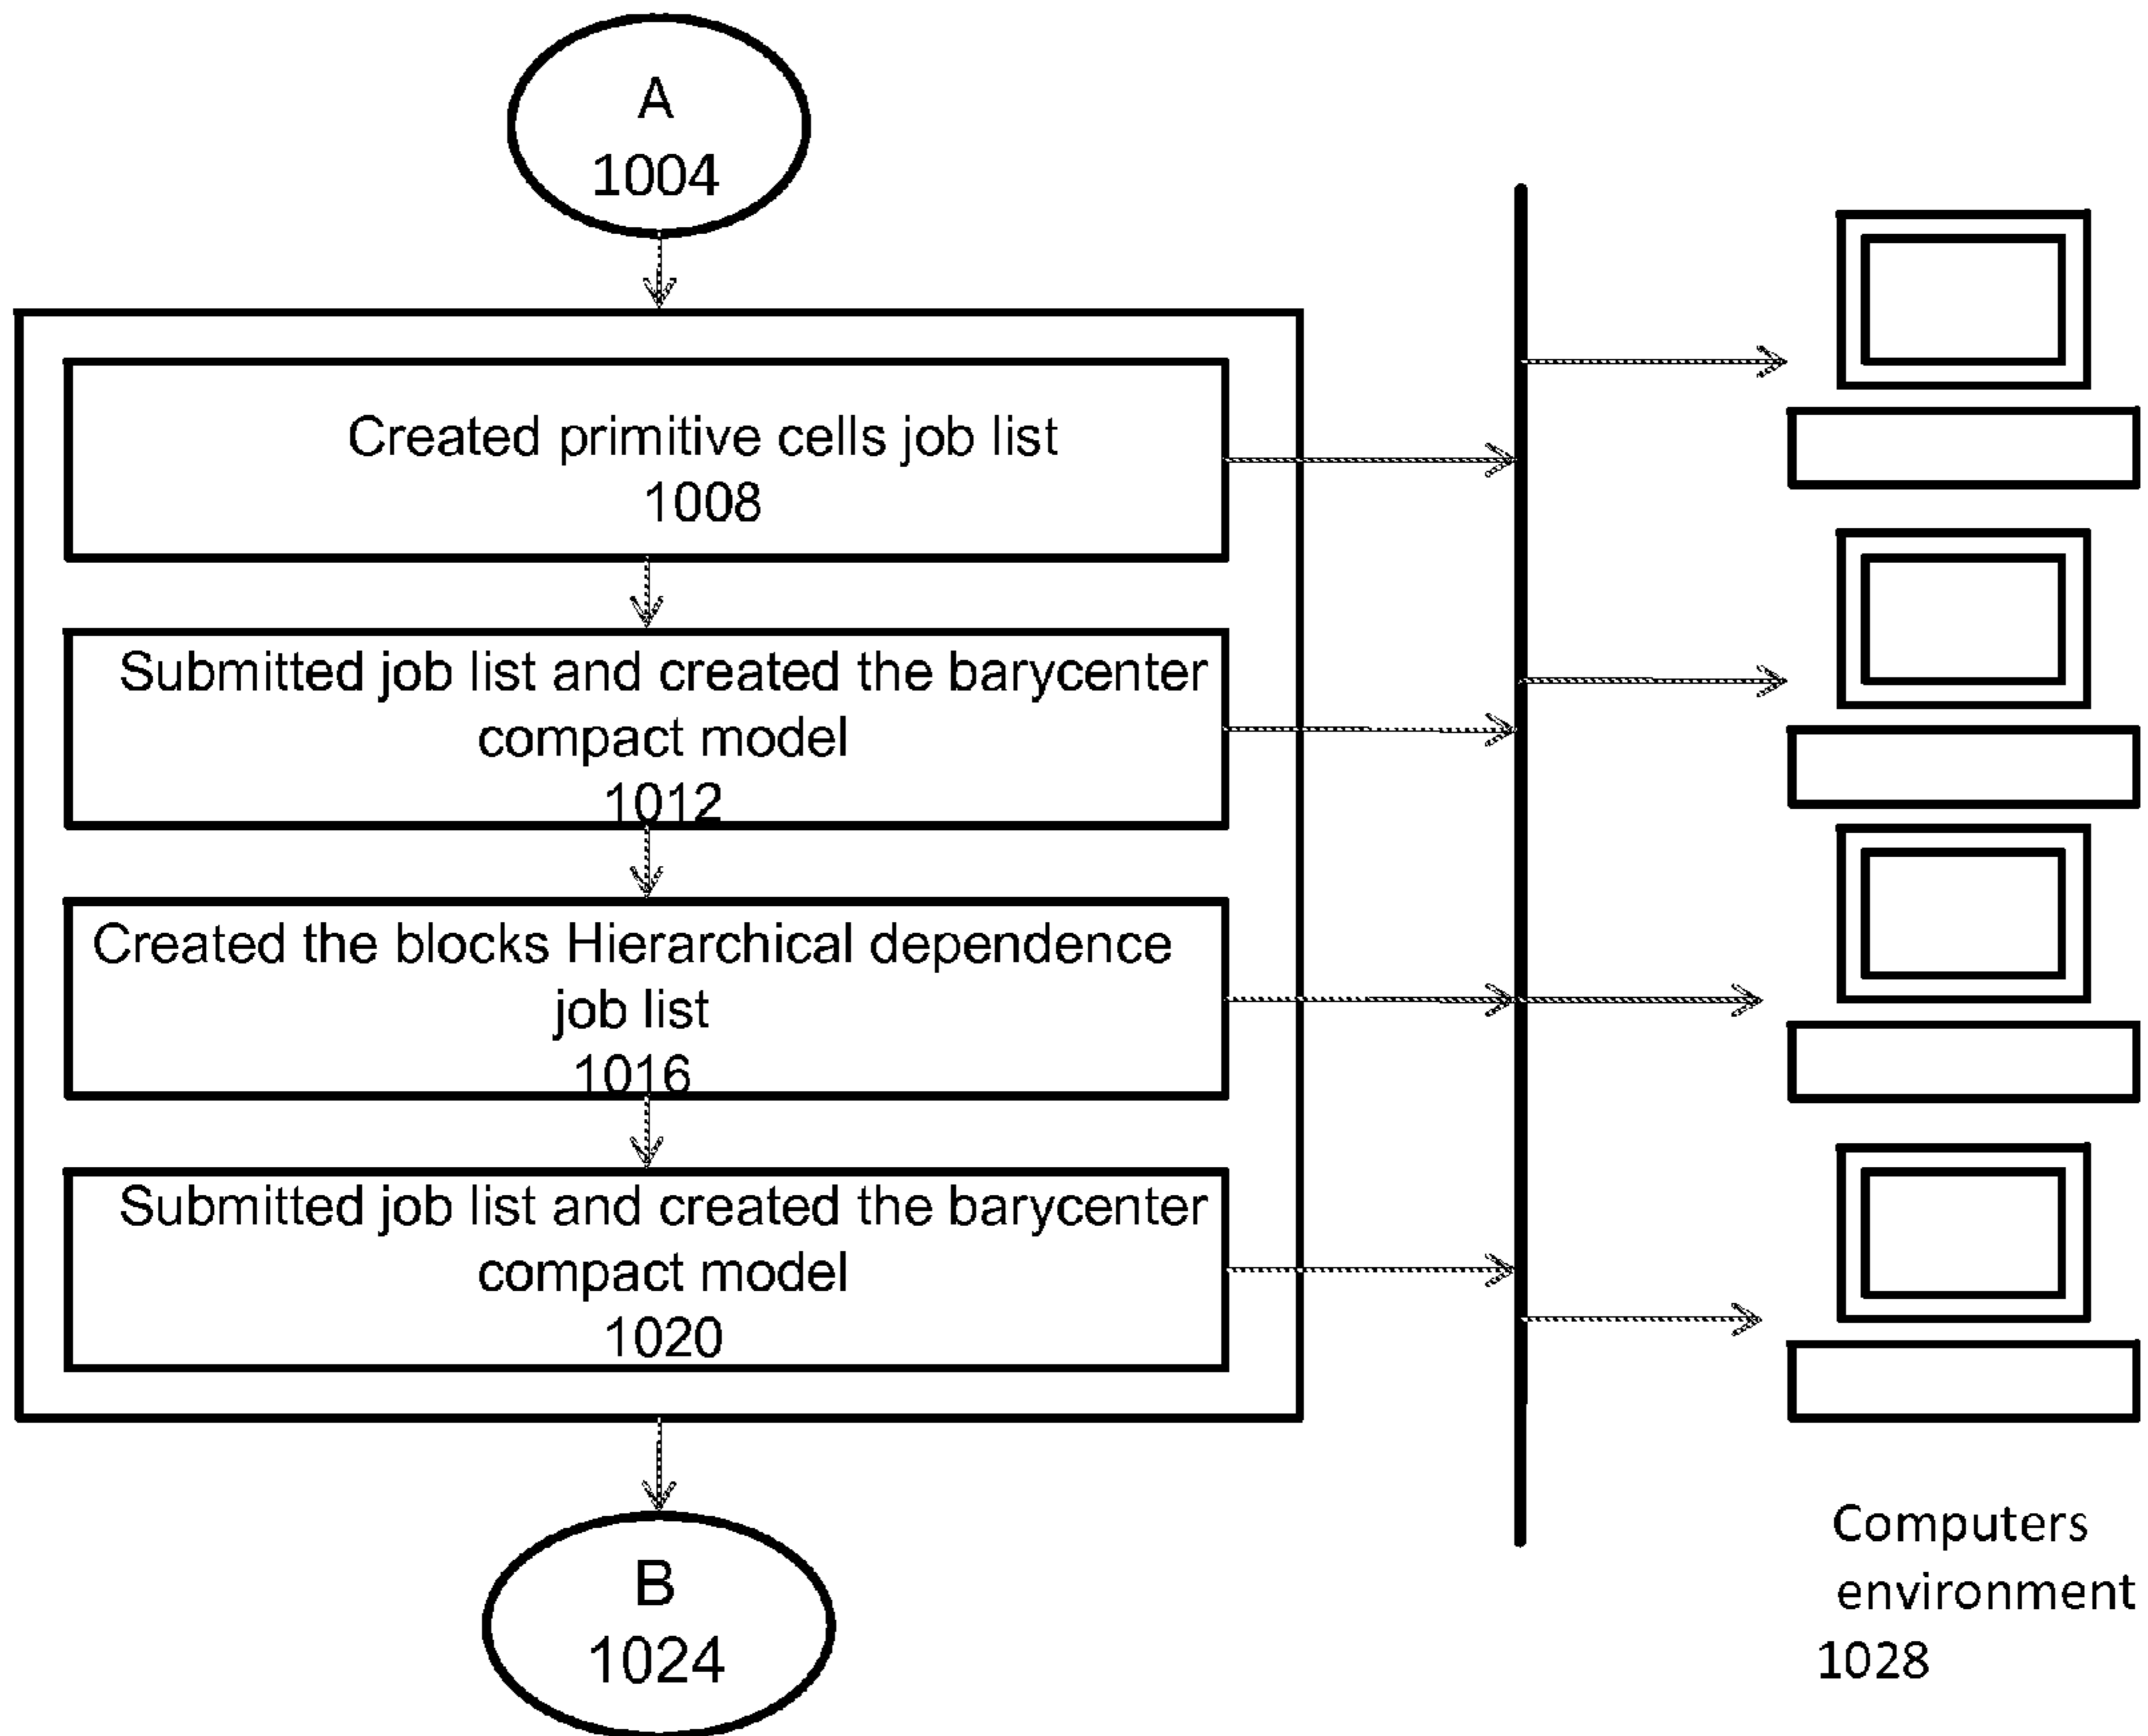 A
1004
Created primitive cells job list
1008
Submitted job list and created the barycenter
compact model
1012
Created the blocks Hierarchical dependence
job list
1016
Submitted job list and created the barycenter
compact model
1020
B
1024
Computers
environment
1028